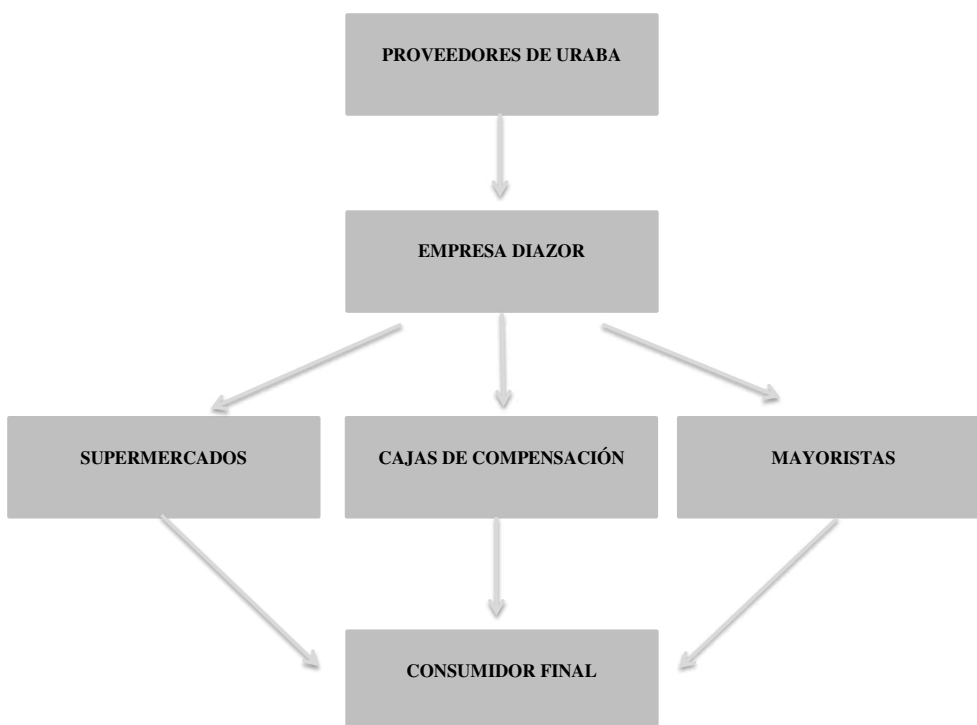 PROVEEDORES DE URABA
EMPRESA DIAZOR
SUPERMERCADOS
CAJAS DE COMPENSACIÓN
MAYORISTAS
CONSUMIDOR FINAL